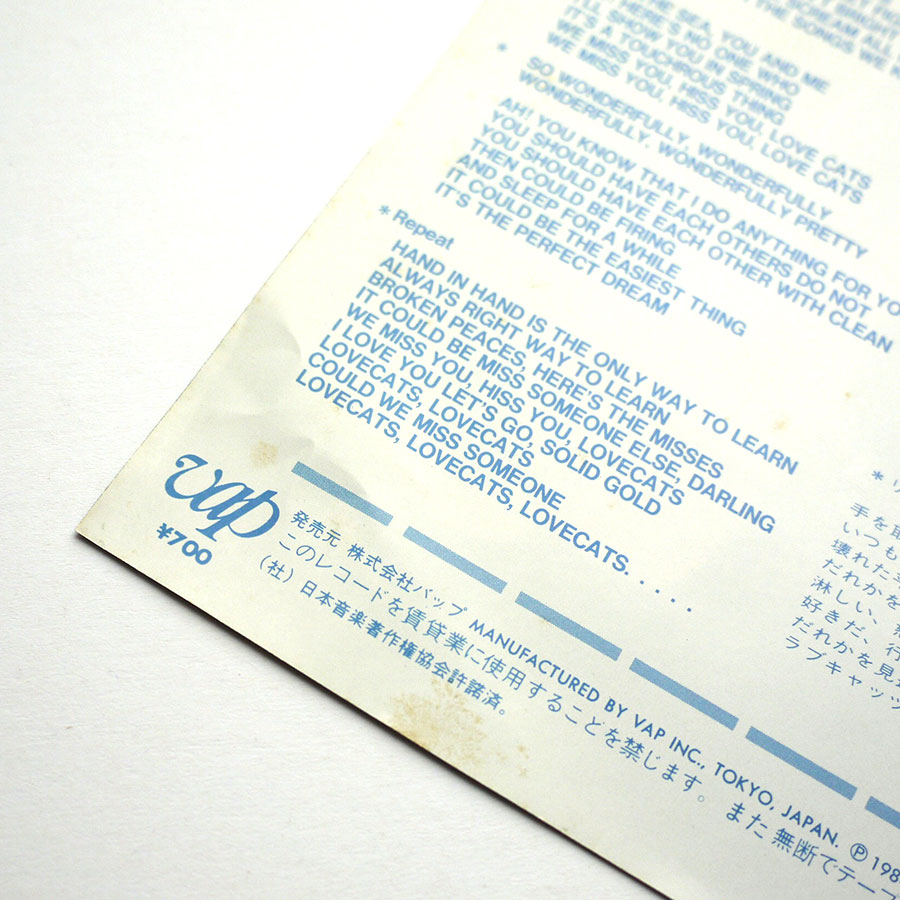 THE SEA, YOU AND ME
THERE'S NO ONE WHO
I'LL SHOW YOU IN SPRING
IT'S A TOUCHROUS THING
WE MISS YOU, HISS YOU, LOVE CATS
WE MISS YOU, HISS YOU, LOVE CATS
*
SO WONDERFULLY, WONDERFULLY
WONDERFULLY, WONDERFULLY PRETTY
AH! YOU KNOW THAT I DO ANYTHING FOR YO
YOU SHOULD HAVE EACH OTHERS DO NOT
YOU SHOULD HAVE EACH OTHER WITH CLEAN
THEN COULD BE FIRING
IT COULD BE THE EASIEST THING
AND SLEEP FOR A WHILE
IT'S THE PERFECT DREAM
* Repeat
HAND IN HAND IS THE ONLY WAY TO LEARN
ALWAYS RIGHT WAY TO LEARN
BROKEN PEACES, HERE'S THE MISSES
IT COULD BE MISS SOMEONE ELSE, DARLING
WE MISS YOU, HISS YOU, LOVECATS
I LOVE YOU LET'S GO, SOLID GOLD
LOVECATS, LOVECATS
COULD WE MISS SOMEONE
LOVECATS, LOVECATS, LOVECATS. . . . .
* リ
手を取
いつも
壊れた
だれかを
淋しい、
好きだ、行
だれかを見
ラブキャッツ
vap
¥700
発売元 株式会社バップ MANUFACTURED BY VAP INC., TOKYO, JAPAN. Ⓟ 198
このレコードを賃貸業に使用することを禁じます。また無断でテープ
(社)日本音楽著作権協会許諾済。